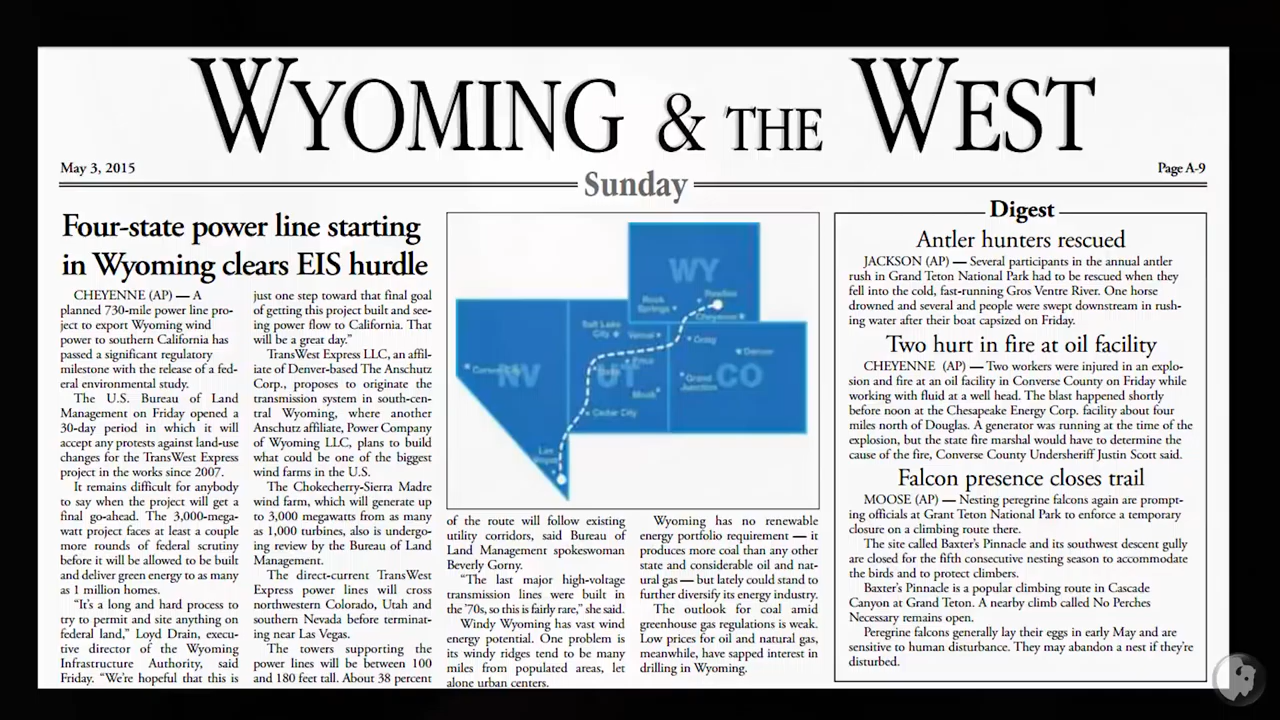 WYOMING & THE WEST
May 3, 2015
Page A-9
Sunday
Four-state power line starting
in Wyoming clears EIS hurdle
CHEYENNE (AP) — A
planned 730-mile power line pro-
ject to export Wyoming wind
power to southern California has
passed a significant regulatory
milestone with the release of a fed-
eral environmental study.
The U.S. Bureau of Land
Management on Friday opened a
30-day period in which it will
accept any protests against land-use
changes for the TransWest Express
project in the works since 2007.
It remains difficult for anybody
to say when the project will get a
final go-ahead. The 3,000-mega-
watt project faces at least a couple
more rounds of federal scrutiny
before it will be allowed to be built
and deliver green energy to as many
as 1 million homes.
“It’s a long and hard process to
try to permit and site anything on
federal land,” Loyd Drain, execu-
tive director of the Wyoming
Infrastructure Authority, said
Friday. “We’re hopeful that this is
just one step toward that final goal
of getting this project built and see-
ing power flow to California. That
will be a great day.”
TransWest Express LLC, an affil-
iate of Denver-based The Anschutz
Corp., proposes to originate the
transmission system in south-cen-
tral Wyoming, where another
Anschutz affiliate, Power Company
of Wyoming LLC, plans to build
what could be one of the biggest
wind farms in the U.S.
The Chokecherry-Sierra Madre
wind farm, which will generate up
to 3,000 megawatts from as many
as 1,000 turbines, also is undergo-
ing review by the Bureau of Land
Management.
The direct-current TransWest
Express power lines will cross
northwestern Colorado, Utah and
southern Nevada before terminat-
ing near Las Vegas.
The towers supporting the
power lines will be between 100
and 180 feet tall. About 38 percent
WY
Rock
Springs
Rawlins
Cheyenne
Salt Lake
City
Vernal
Craig
Denver
NV
UT
CO
Price
Grand
Junction
Moab
Cedar City
Las
of the route will follow existing
utility corridors, said Bureau of
Land Management spokeswoman
Beverly Gorny.
“The last major high-voltage
transmission lines were built in
the ’70s, so this is fairly rare,” she said.
Windy Wyoming has vast wind
energy potential. One problem is
its windy ridges tend to be many
miles from populated areas, let
alone urban centers.
Wyoming has no renewable
energy portfolio requirement — it
produces more coal than any other
state and considerable oil and nat-
ural gas — but lately could stand to
further diversify its energy industry.
The outlook for coal amid
greenhouse gas regulations is weak.
Low prices for oil and natural gas,
meanwhile, have sapped interest in
drilling in Wyoming.
Digest
Antler hunters rescued
JACKSON (AP) — Several participants in the annual antler
rush in Grand Teton National Park had to be rescued when they
fell into the cold, fast-running Gros Ventre River. One horse
drowned and several and people were swept downstream in rush-
ing water after their boat capsized on Friday.
Two hurt in fire at oil facility
CHEYENNE (AP) — Two workers were injured in an explo-
sion and fire at an oil facility in Converse County on Friday while
working with fluid at a well head. The blast happened shortly
before noon at the Chesapeake Energy Corp. facility about four
miles north of Douglas. A generator was running at the time of the
explosion, but the state fire marshal would have to determine the
cause of the fire, Converse County Undersheriff Justin Scott said.
Falcon presence closes trail
MOOSE (AP) — Nesting peregrine falcons again are prompt-
ing officials at Grant Teton National Park to enforce a temporary
closure on a climbing route there.
The site called Baxter’s Pinnacle and its southwest descent gully
are closed for the fifth consecutive nesting season to accommodate
the birds and to protect climbers.
Baxter’s Pinnacle is a popular climbing route in Cascade
Canyon at Grand Teton. A nearby climb called No Perches
Necessary remains open.
Peregrine falcons generally lay their eggs in early May and are
sensitive to human disturbance. They may abandon a nest if they’re
disturbed.